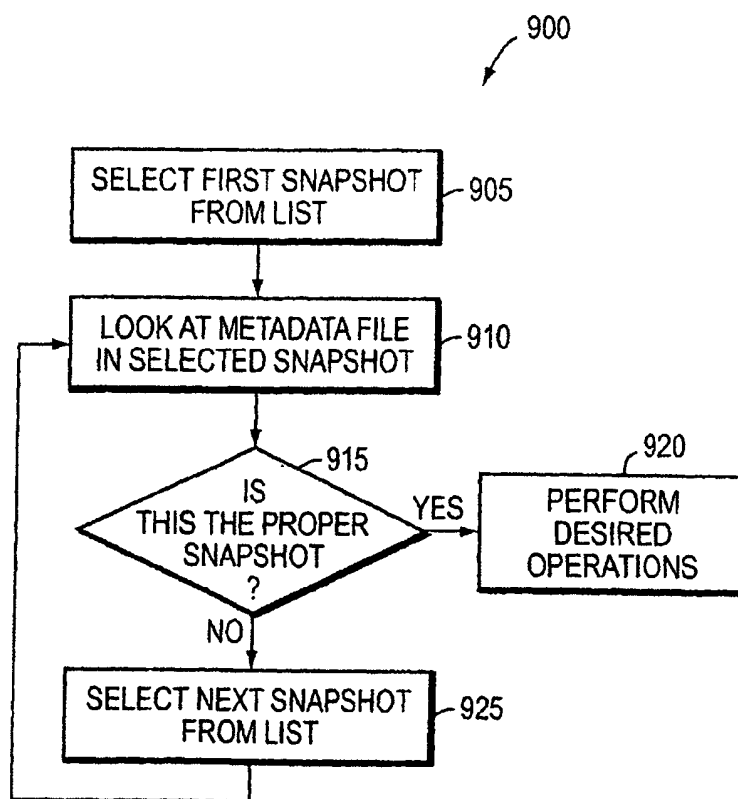 900
SELECT FIRST SNAPSHOT
FROM LIST
905
LOOK AT METADATA FILE
IN SELECTED SNAPSHOT
910
915
IS
THIS THE PROPER
SNAPSHOT
?
YES
920
PERFORM
DESIRED
OPERATIONS
NO
SELECT NEXT SNAPSHOT
FROM LIST
925